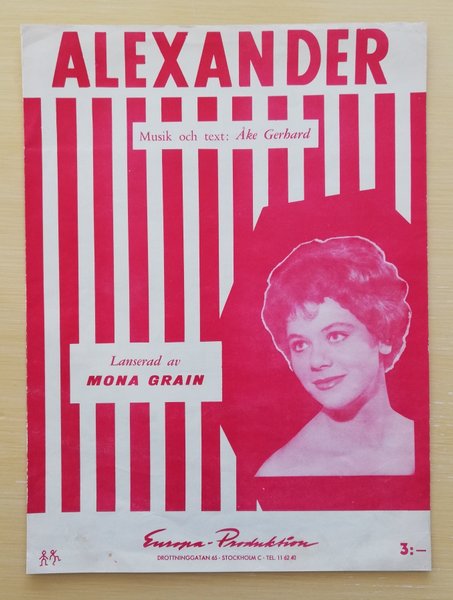 ALEXANDER
Musik och text: Åke Gerhard
Lanserad av
MONA GRAIN
Europa-Produktion
DROTTNINGGATAN 65 - STOCKHOLM C - TEL. 11 62 40
3:—